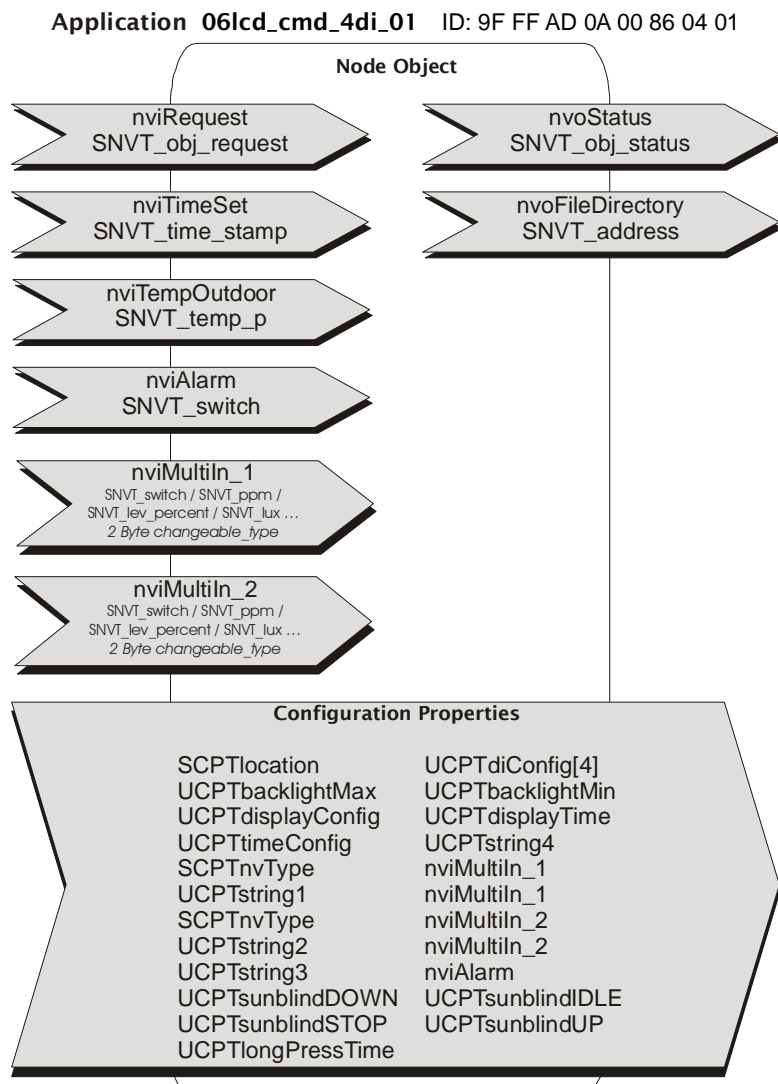 Application 06lcd_cmd_4di_01 ID: 9F FF AD 0A 00 86 04 01
Node Object
nviRequest
SNVT_obj_request
nvoStatus
SNVT_obj_status
nviTimeSet
SNVT_time_stamp
nvoFileDirectory
SNVT_address
nviTempOutdoor
SNVT_temp_p
nviAlarm
SNVT_switch
nviMultiIn_1
SNVT_switch / SNVT_ppm /
SNVT_lev_percent / SNVT_lux ...
2 Byte changeable_type
nviMultiIn_2
SNVT_switch / SNVT_ppm /
SNVT_lev_percent / SNVT_lux ...
2 Byte changeable_type
Configuration Properties
SCPTlocation UCPTdiConfig[4]
UCPTbacklightMax UCPTbacklightMin
UCPTdisplayConfig UCPTdisplayTime
UCPTtimeConfig UCPTstring4
SCPTnvType nviMultiIn_1
UCPTstring1 nviMultiIn_1
SCPTnvType nviMultiIn_2
UCPTstring2 nviMultiIn_2
UCPTstring3 nviAlarm
UCPTsunblindDOWN UCPTsunblindIDLE
UCPTsunblindSTOP UCPTsunblindUP
UCPTlongPressTime